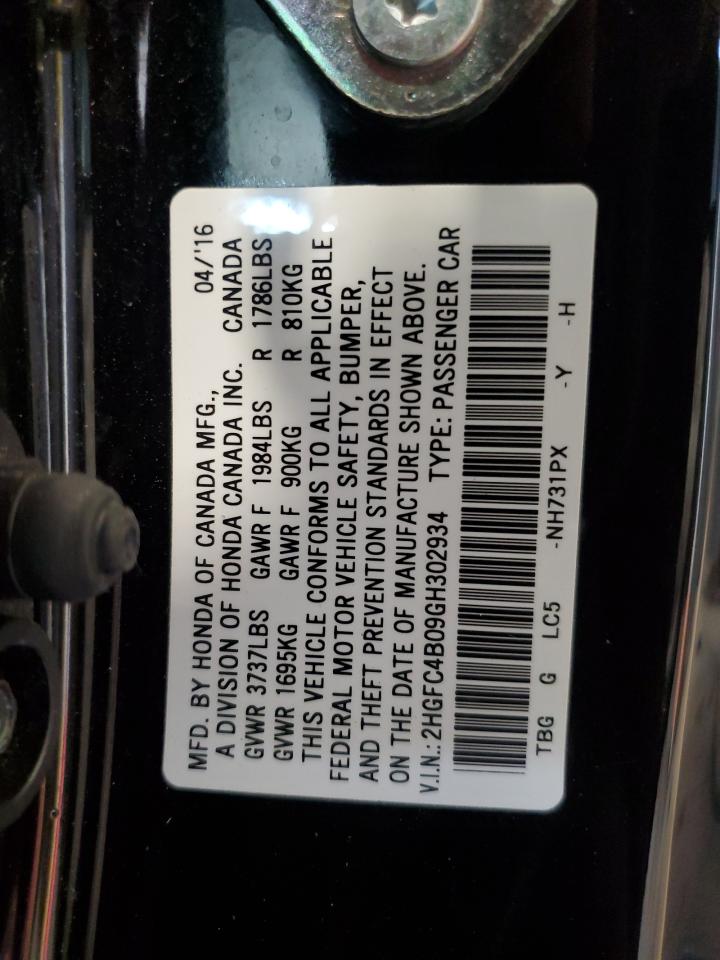 MFD. BY HONDA OF CANADA MFG., 04/'16
A DIVISION OF HONDA CANADA INC. CANADA
GVWR 3737LBS GAWR F 1984LBS R 1786LBS
GVWR 1695KG GAWR F 900KG R 810KG
THIS VEHICLE CONFORMS TO ALL APPLICABLE
FEDERAL MOTOR VEHICLE SAFETY, BUMPER,
AND THEFT PREVENTION STANDARDS IN EFFECT
ON THE DATE OF MANUFACTURE SHOWN ABOVE.
V.I.N.: 2HGFC4B09GH302934 TYPE: PASSENGER CAR
TBG G LC5 -NH731PX -Y -H